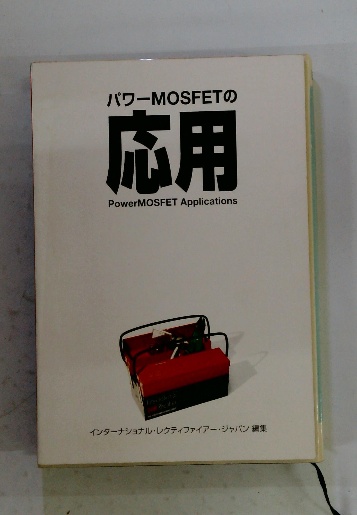 パワーMOSFETの
応用
PowerMOSFET Applications
インターナショナル・レクティファイアー・ジャパン 編集